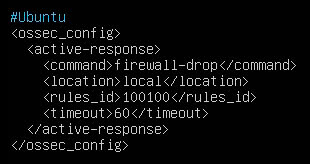 #Ubuntu
<ossec_config>
  <active-response>
    <command>firewall-drop</command>
    <location>local</location>
    <rules_id>100100</rules_id>
    <timeout>60</timeout>
  </active-response>
</ossec_config>